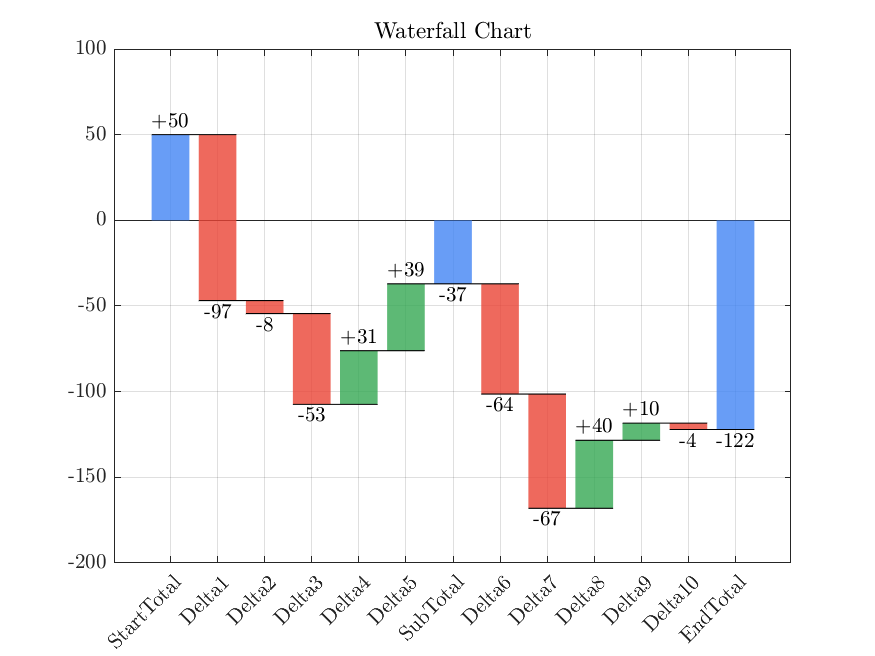 Waterfall Chart
100
50
0
-50
-100
-150
-200
+50
-97
-8
-53
+31
+39
-37
-64
-67
+40
+10
-4
-122
StartTotal
Delta1
Delta2
Delta3
Delta4
Delta5
SubTotal
Delta6
Delta7
Delta8
Delta9
Delta10
EndTotal